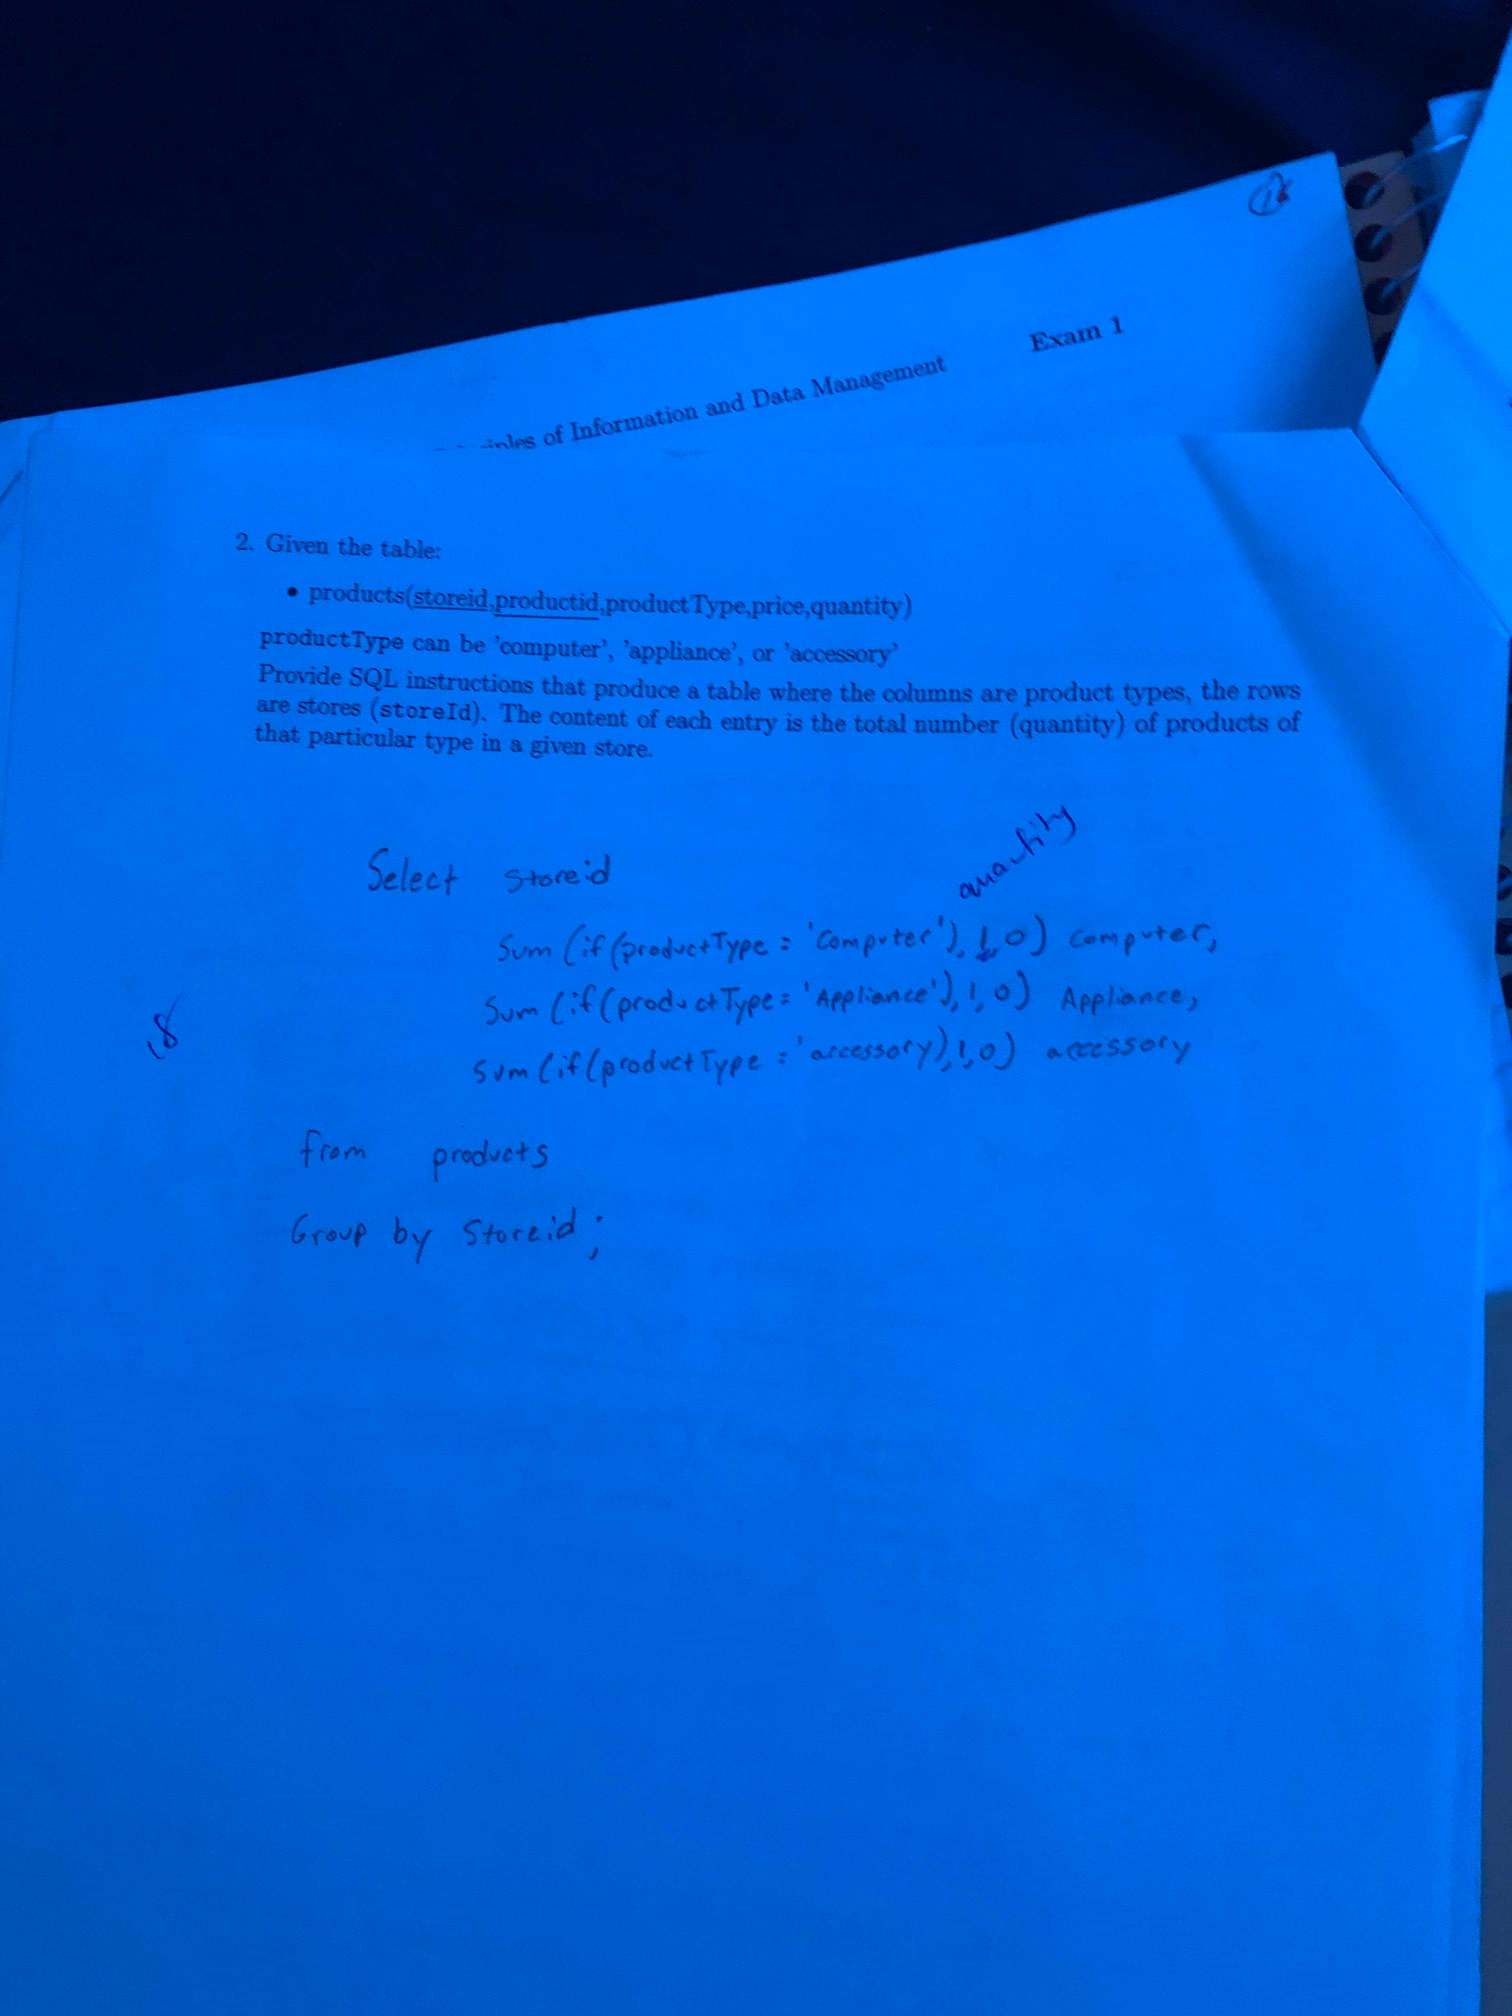 Exam 1
of Information and Data Management
2. Given the table:
• products(storeid,productid,productType,price,quantity)
productType can be 'computer', 'appliance', or 'accessory'
Provide SQL instructions that produce a table where the columns are product types, the rows
are stores (storeId). The content of each entry is the total number (quantity) of products of
that particular type in a given store.
quantity
Select storeid
Sum (if (productType = 'Computer'), 1, 0) Computer,
Sum (if (productType = 'Appliance'), 1, 0) Appliance,
18
Sum (if (productType = 'accessory), 1, 0) accessory
from products
Group by Storeid;